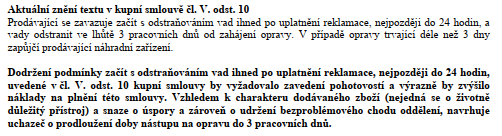 Aktuální znění textu v kupní smlouvě čl. V. odst. 10
Prodávající se zavazuje začít s odstraňováním vad ihned po uplatnění reklamace, nejpozději do 24 hodin, a
vady odstranit ve lhůtě 3 pracovních dnů od zahájení opravy. V případě opravy trvající déle než 3 dny
zapůjčí prodávající náhradní zařízení.
Dodržení podmínky začít s odstraňováním vad ihned po uplatnění reklamace, nejpozději do 24 hodin,
uvedené v čl. V. odst. 10 kupní smlouvy by vyžadovalo zavedení pohotovostí a výrazně by zvýšilo
náklady na plnění této smlouvy. Vzhledem k charakteru dodávaného zboží (nejedná se o životně
důležitý přístroj) a snaze o úspory a zároveň o udržení bezproblémového chodu oddělení, navrhuje
uchazeč o prodloužení doby nástupu na opravu do 3 pracovních dnů.